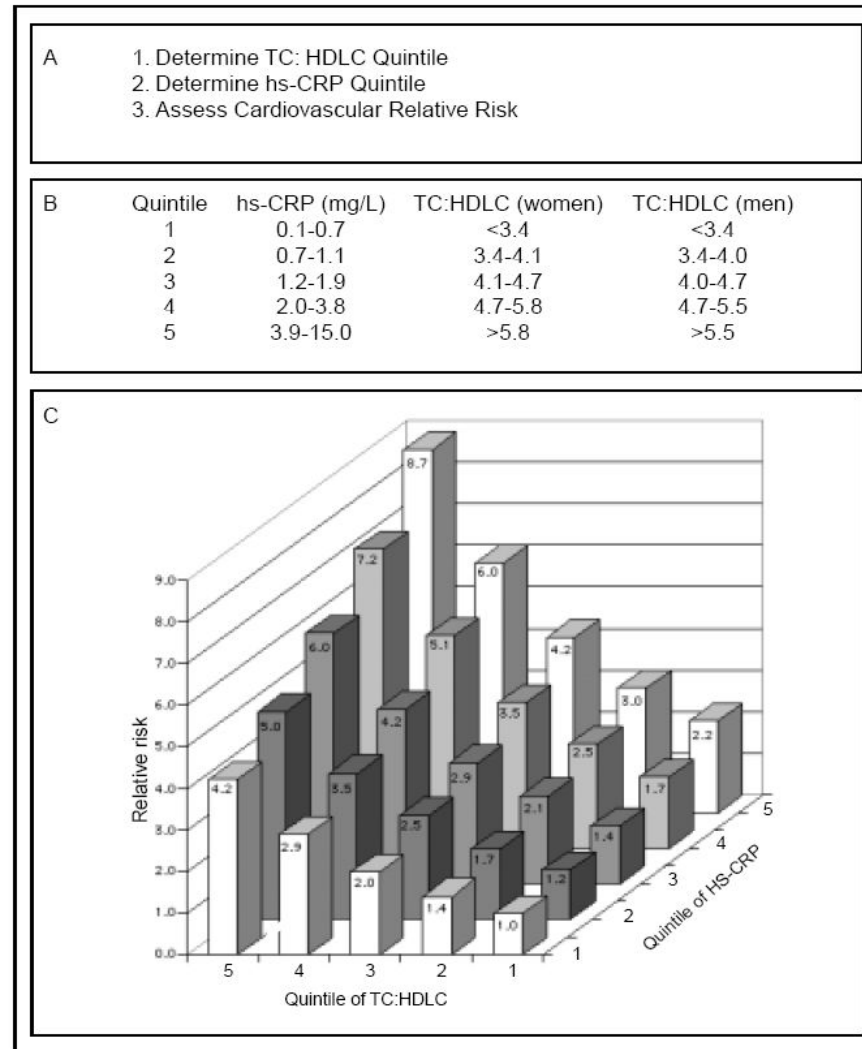 A
1. Determine TC: HDLC Quintile
2. Determine hs-CRP Quintile
3. Assess Cardiovascular Relative Risk
B
Quintile hs-CRP (mg/L) TC:HDLC (women) TC:HDLC (men)
1 0.1-0.7 <3.4 <3.4
2 0.7-1.1 3.4-4.1 3.4-4.0
3 1.2-1.9 4.1-4.7 4.0-4.7
4 2.0-3.8 4.7-5.8 4.7-5.5
5 3.9-15.0 >5.8 >5.5
C
Relative risk
9.0
8.0
7.0
6.0
5.0
4.0
3.0
2.0
1.0
0.0
8.7 6.0 4.2 3.0 2.2
7.2 5.1 3.5 2.5 1.7
6.0 4.2 2.9 2.1 1.4
5.0 3.5 2.5 1.7 1.2
4.2 2.9 2.0 1.4 1.0
5 4 3 2 1
Quintile of TC:HDLC
1 2 3 4 5
Quintile of HS-CRP